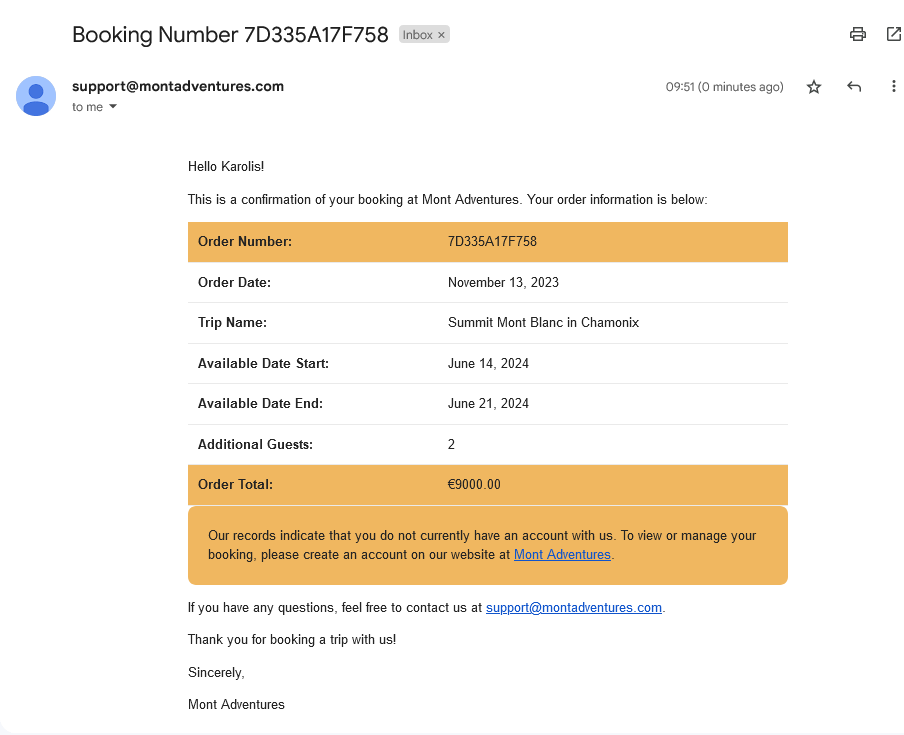 Booking Number 7D335A17F758 Inbox ×
support@montadventures.com 09:51 (0 minutes ago)
to me
Hello Karolis!
This is a confirmation of your booking at Mont Adventures. Your order information is below:
Order Number: 7D335A17F758
Order Date: November 13, 2023
Trip Name: Summit Mont Blanc in Chamonix
Available Date Start: June 14, 2024
Available Date End: June 21, 2024
Additional Guests: 2
Order Total: €9000.00
Our records indicate that you do not currently have an account with us. To view or manage your
booking, please create an account on our website at Mont Adventures.
If you have any questions, feel free to contact us at support@montadventures.com.
Thank you for booking a trip with us!
Sincerely,
Mont Adventures